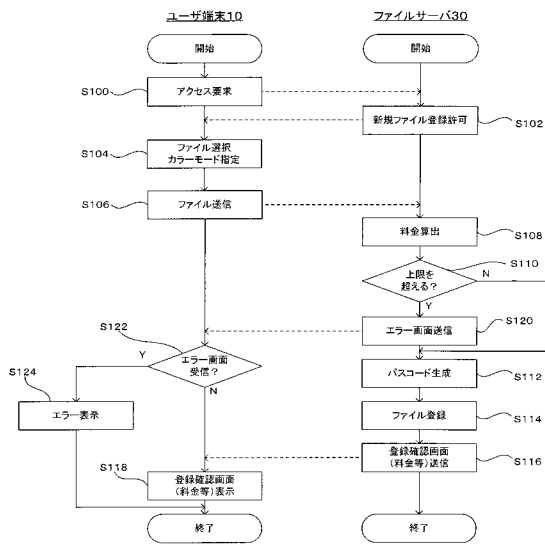 ユーザ端末10
ファイルサーバ30
開始
開始
S100
アクセス要求
新規ファイル登録許可
S102
S104
ファイル選択
カラーモード指定
S106
ファイル送信
料金算出
S108
S110
上限を
超える?
N
Y
エラー画面送信
S120
S122
エラー画面
受信?
Y
N
パスコード生成
S112
S124
エラー表示
ファイル登録
S114
登録確認画面
(料金等)送信
S116
S118
登録確認画面
(料金等)表示
終了
終了